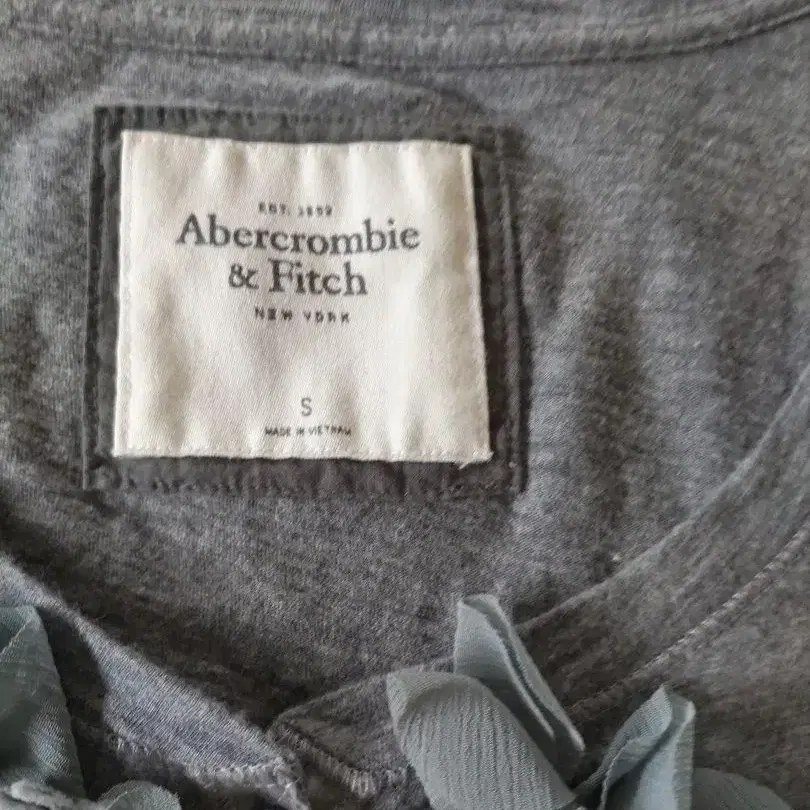 EST. 1892
Abercrombie
& Fitch
NEW YORK
S
MADE IN VIETNAM